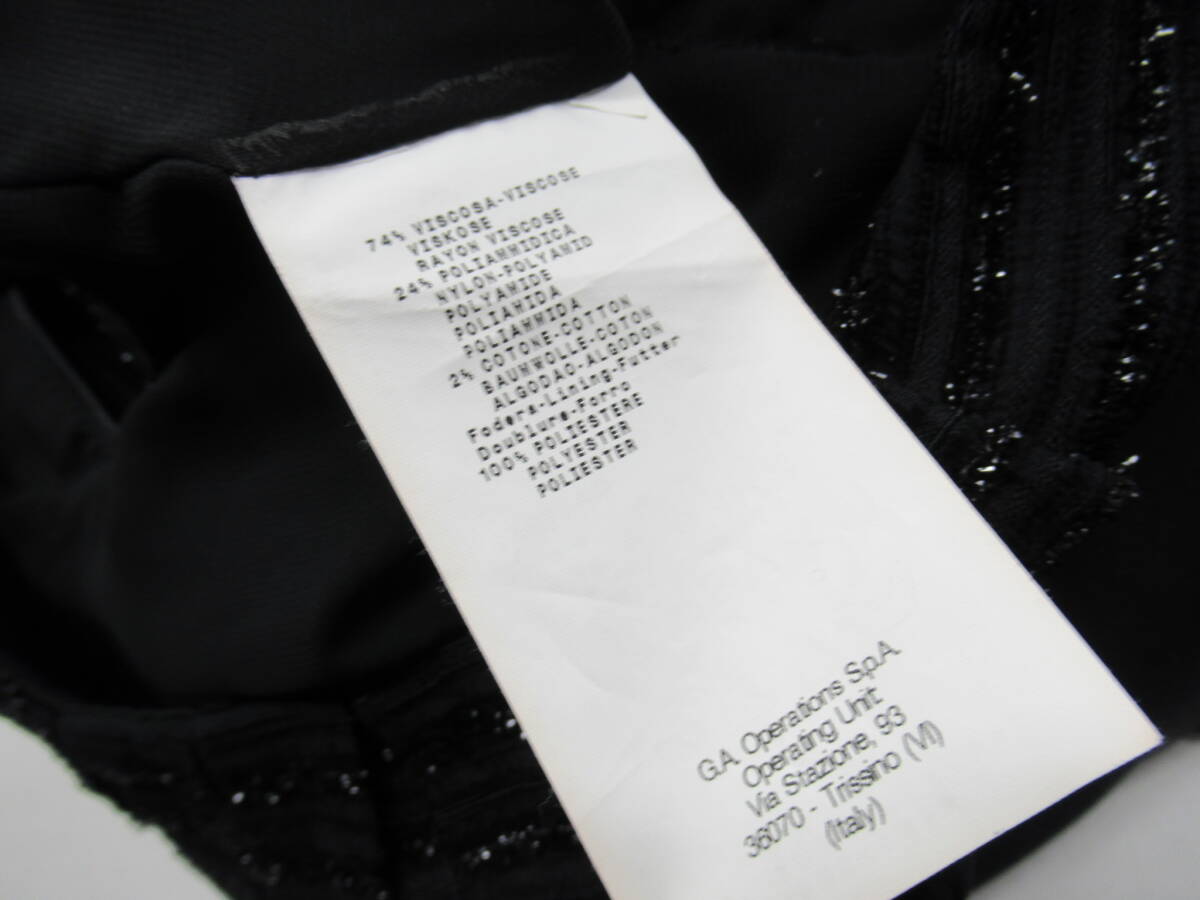 74% VISCOSA-VISCOSE
VISKOSE
RAYON VISCOSE
24% POLIAMMIDICA
NYLON-POLYAMID
POLYAMIDE
POLIAMIDA
POLIAMMIDA
2% COTONE-COTTON
BAUMWOLLE-COTON
ALGODAO-ALGODON
Fodera-Lining-Futter
Doublure-Forro
100% POLIESTERE
POLYESTER
POLIESTER
G.A. Operations S.p.A.
Operating Unit:
Via Stazione, 93
36070 - Trissino (VI)
(Italy)